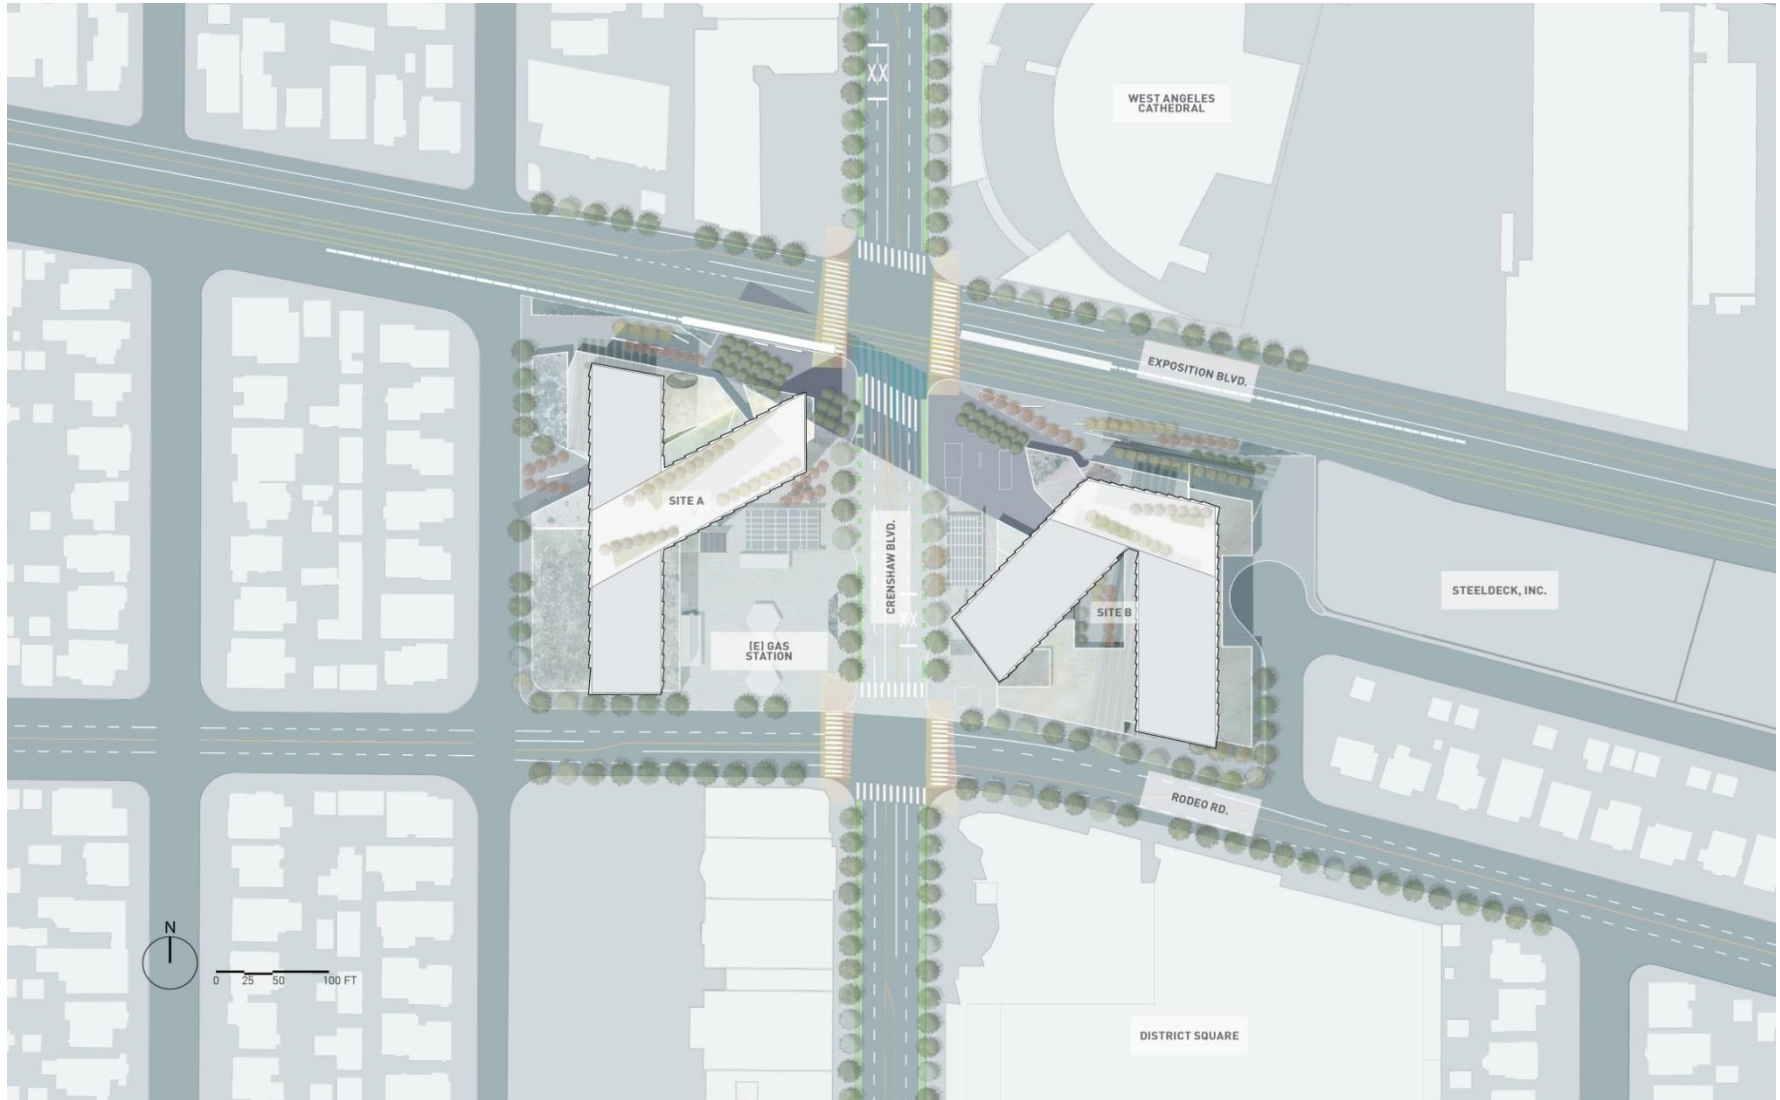 XX
WEST ANGELES
CATHEDRAL
EXPOSITION BLVD.
SITE A
CRENSHAW BLVD.
STEELDECK, INC.
SITE B
XX
(E) GAS
STATION
RODEO RD.
N
0 25 50 100 FT
DISTRICT SQUARE